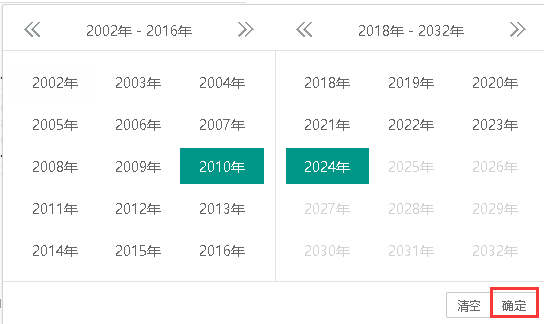 2002年 - 2016年
2002年 2003年 2004年
2005年 2006年 2007年
2008年 2009年 2010年
2011年 2012年 2013年
2014年 2015年 2016年
2018年 - 2032年
2018年 2019年 2020年
2021年 2022年 2023年
2024年 2025年 2026年
2027年 2028年 2029年
2030年 2031年 2032年
清空 确定